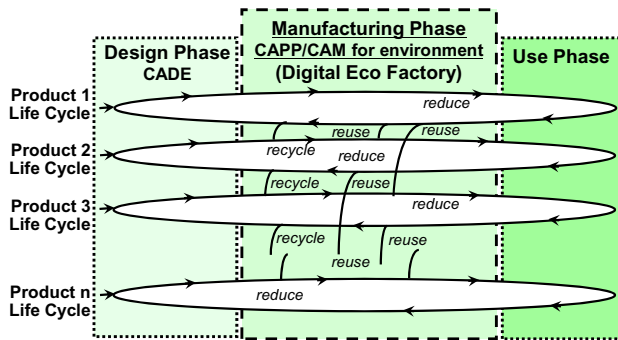 Manufacturing Phase
CAPP/CAM for environment
(Digital Eco Factory)
Design Phase
CADE
Use Phase
Product 1
Life Cycle
reduce
recycle
reuse
reuse
Product 2
Life Cycle
reduce
recycle
reuse
Product 3
Life Cycle
reduce
recycle
reuse
reuse
Product n
Life Cycle
reduce